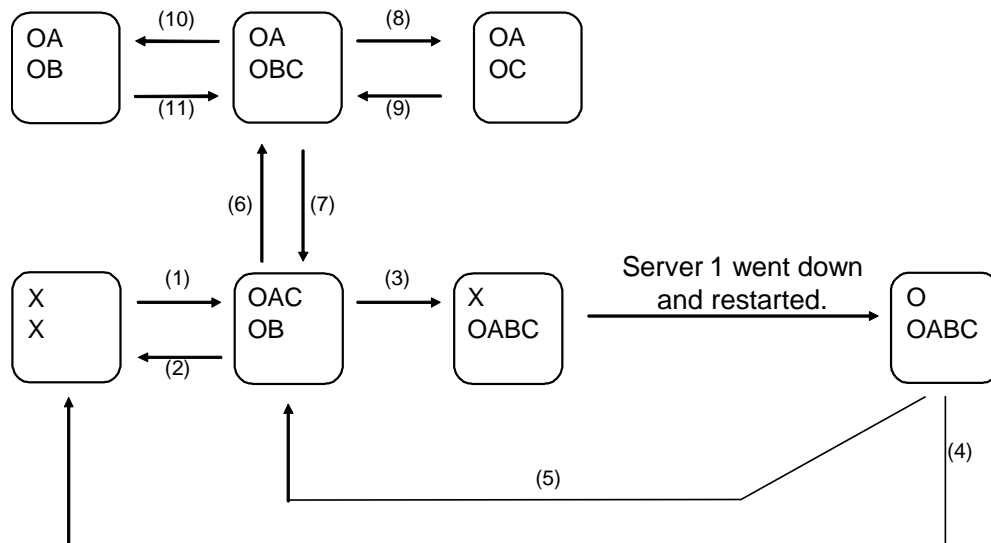 (10)
(8)
OA
OB
OA
OBC
OA
OC
(11)
(9)
(6)
(7)
(1)
(3)
Server 1 went down
and restarted.
X
X
OAC
OB
X
OABC
O
OABC
(2)
(4)
(5)